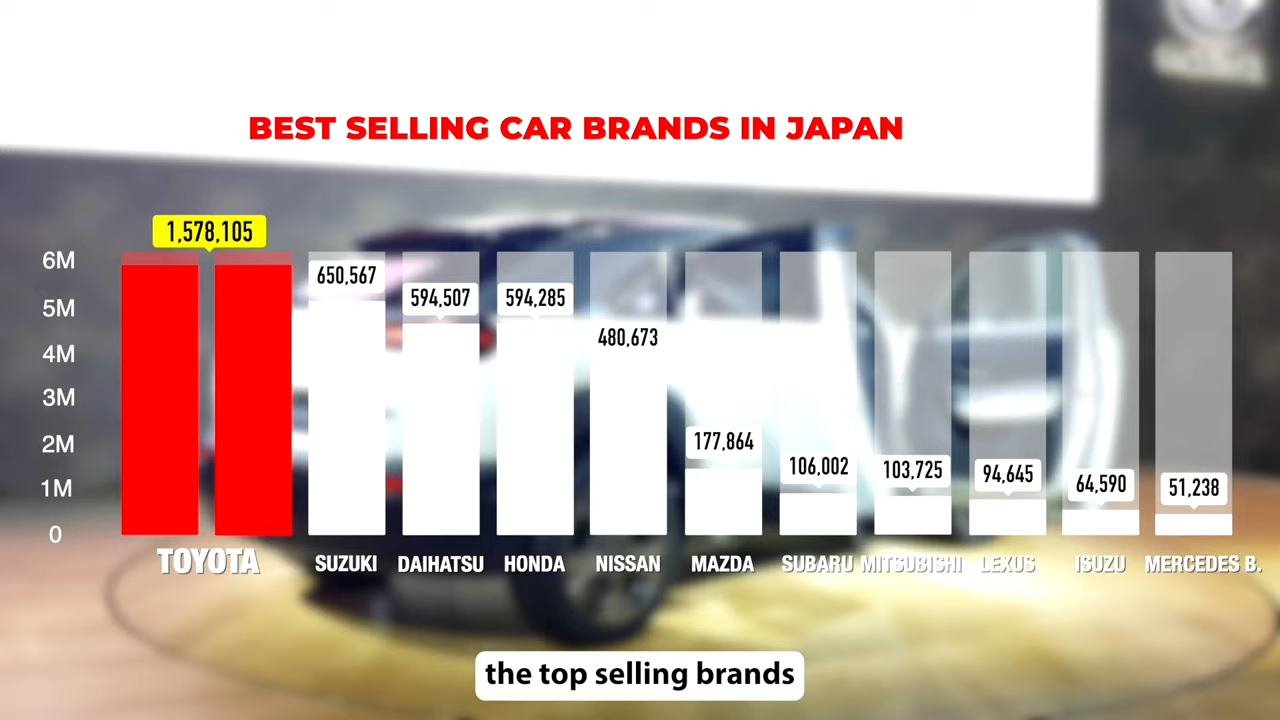 BEST SELLING CAR BRANDS IN JAPAN
1,578,105
650,567
594,507
594,285
480,673
177,864
106,002
103,725
94,645
64,590
51,238
6M
5M
4M
3M
2M
1M
0
TOYOTA
SUZUKI
DAIHATSU
HONDA
NISSAN
MAZDA
SUBARU
MITSUBISHI
LEXUS
ISUZU
MERCEDES B.
the top selling brands